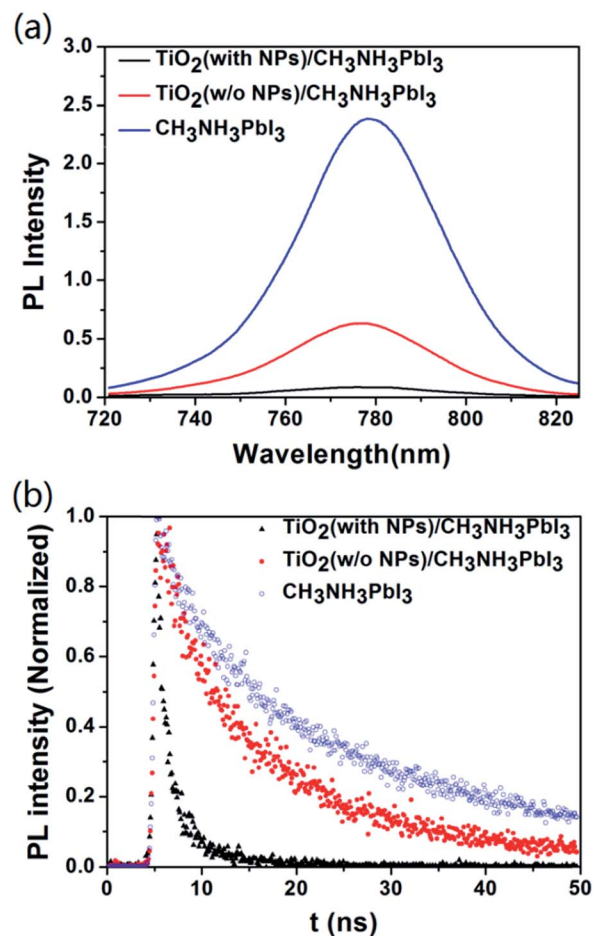 (a)
3.0
2.5
2.0
1.5
1.0
0.5
0.0
PL Intensity
TiO₂(with NPs)/CH₃NH₃PbI₃
TiO₂(w/o NPs)/CH₃NH₃PbI₃
CH₃NH₃PbI₃
720 740 760 780 800 820
Wavelength(nm)
(b)
1.0
0.8
0.6
0.4
0.2
0.0
PL intensity (Normalized)
TiO₂(with NPs)/CH₃NH₃PbI₃
TiO₂(w/o NPs)/CH₃NH₃PbI₃
CH₃NH₃PbI₃
0 10 20 30 40 50
t (ns)